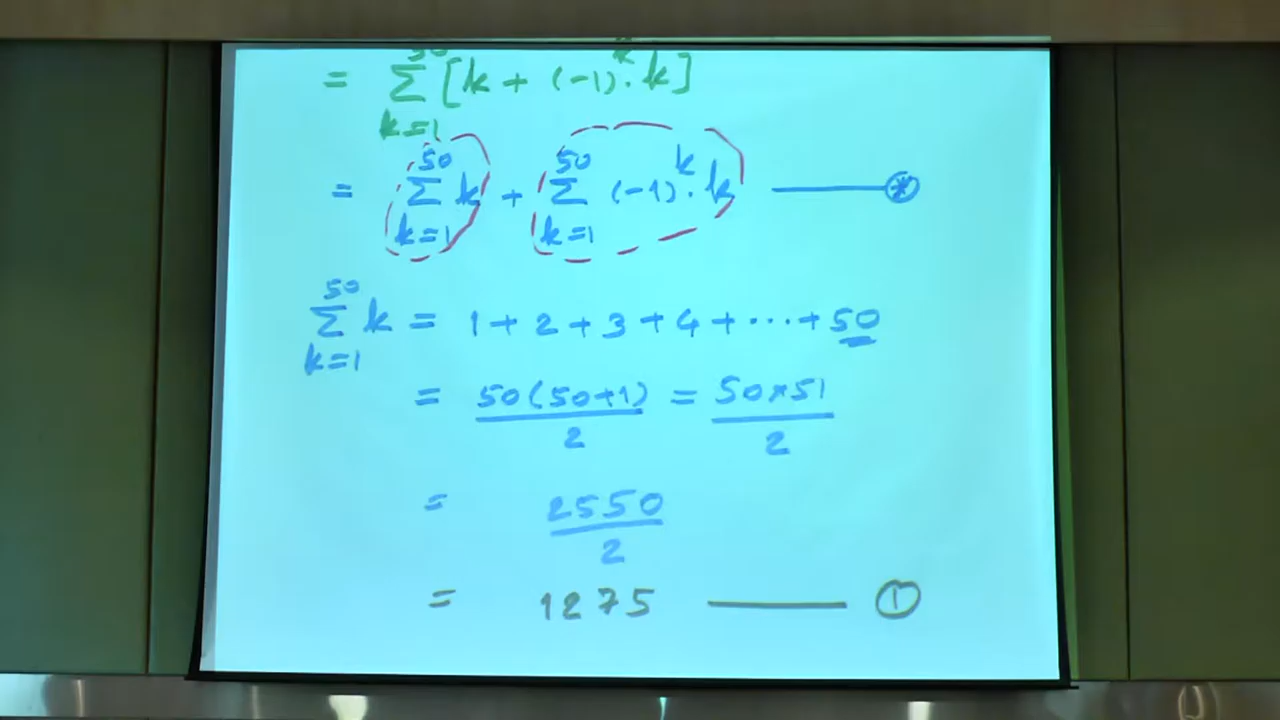 = 50 Σ k=1 [k + (-1)^k . k]
= 50 Σ k=1 k + 50 Σ k=1 (-1)^k . k ——— ⊛
50 Σ k=1 k = 1 + 2 + 3 + 4 + ... + 50
= 50(50+1) / 2 = 50×51 / 2
= 2550 / 2
= 1275 ——— ①